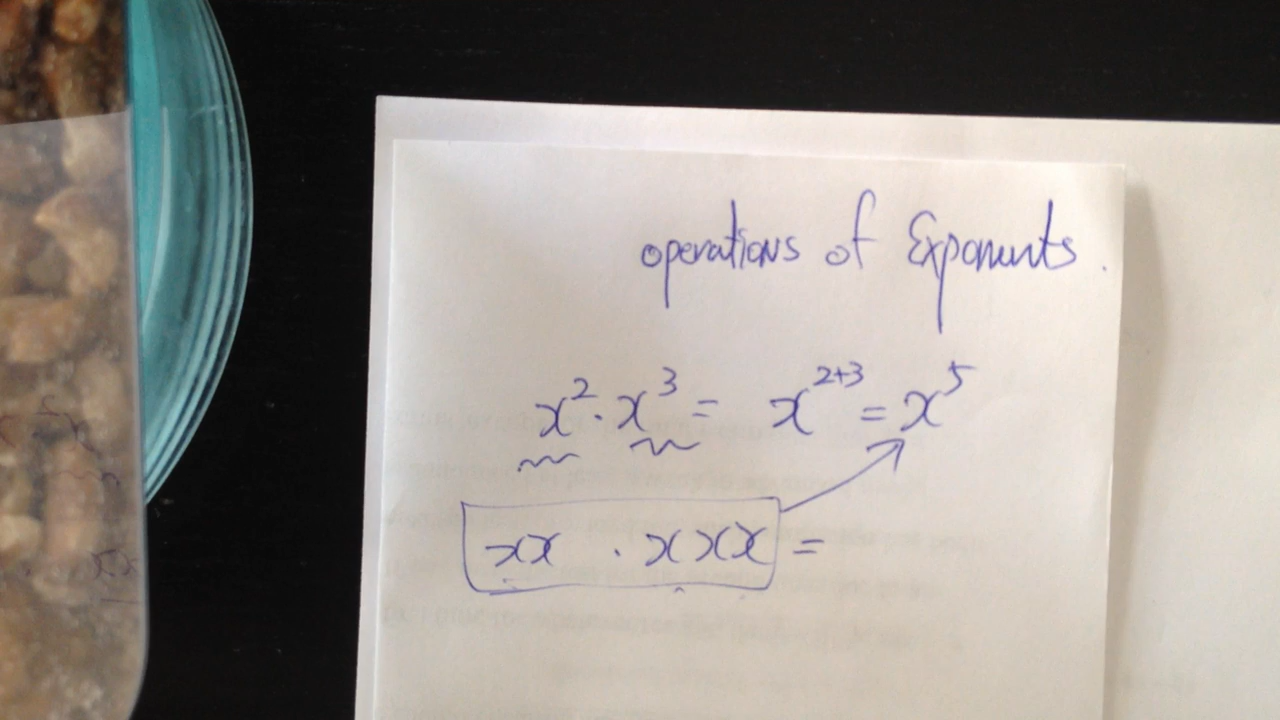 operations of Exponents.
x²·x³ = x²⁺³ = x⁵
xx · xxx =